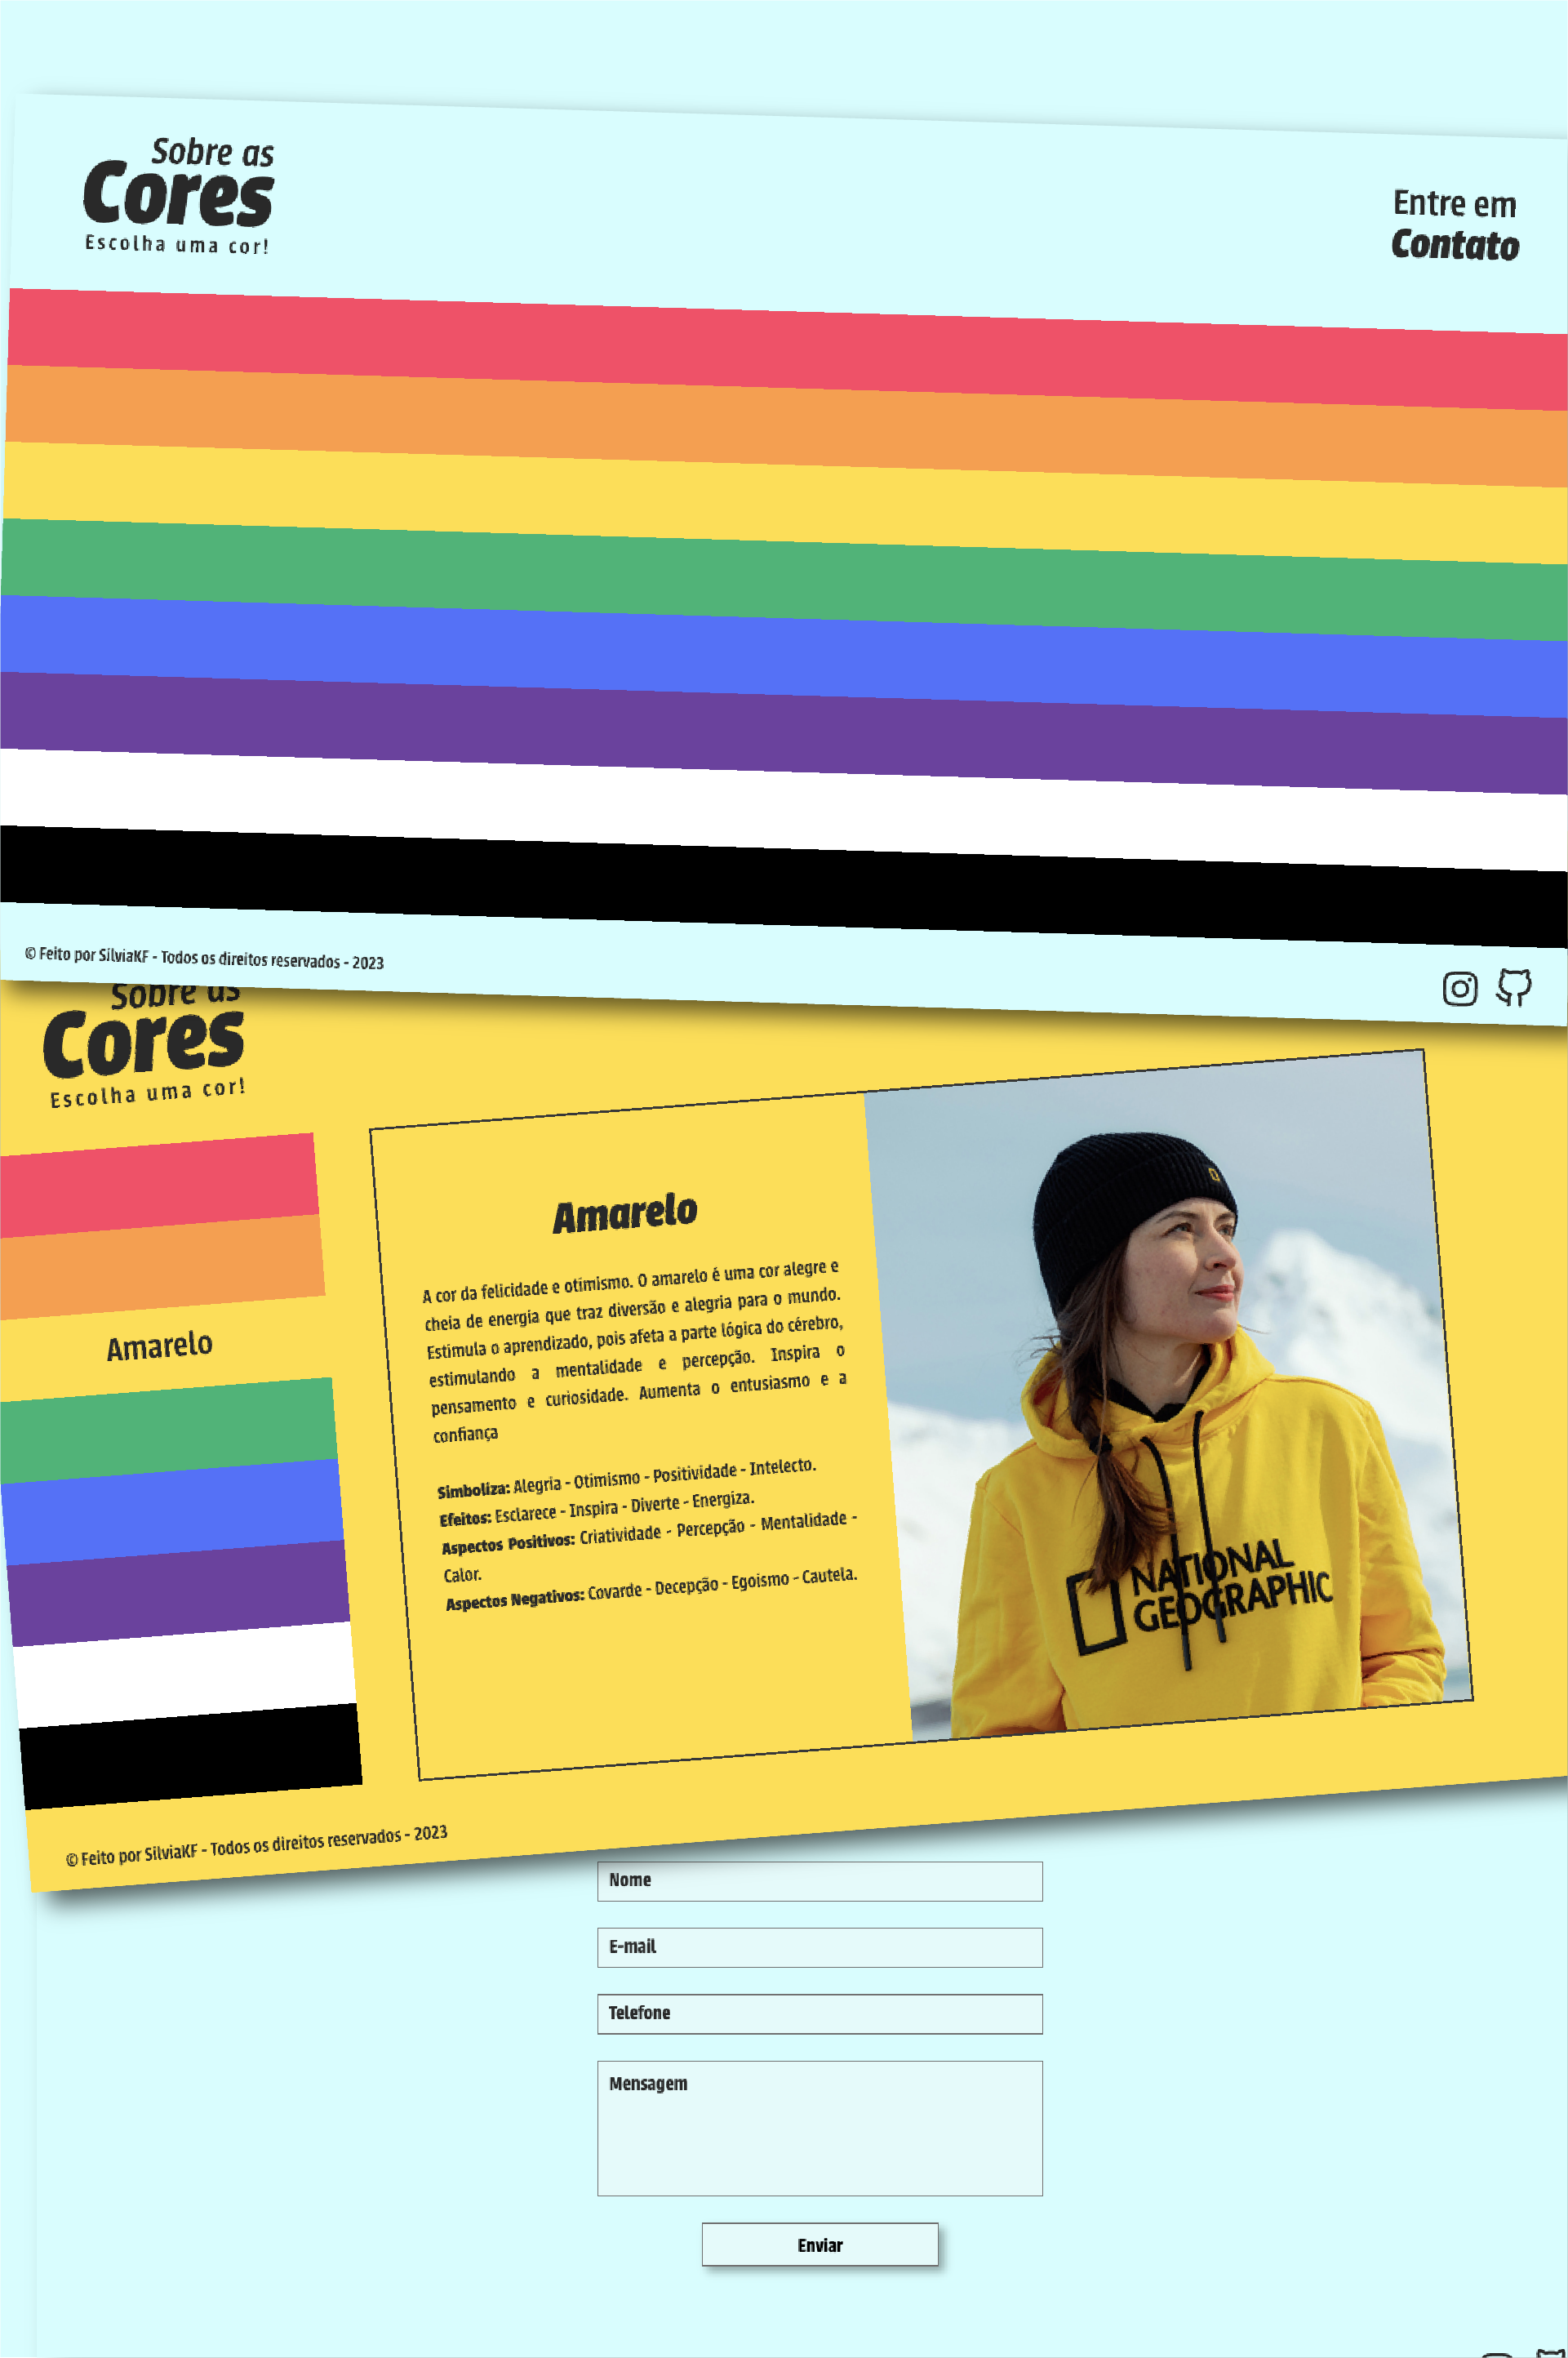 Sobre as
Cores
Escolha uma cor!
Entre em
Contato
© Feito por SilviaKF - Todos os direitos reservados - 2023
Sobre as
Cores
Escolha uma cor!
Amarelo
Amarelo
A cor da felicidade e otimismo. O amarelo é uma cor alegre e
cheia de energia que traz diversão e alegria para o mundo.
Estimula o aprendizado, pois afeta a parte lógica do cérebro,
estimulando a mentalidade e percepção. Inspira o
pensamento e curiosidade. Aumenta o entusiasmo e a
confiança
Simboliza: Alegria - Otimismo - Positividade - Intelecto.
Efeitos: Esclarece - Inspira - Diverte - Energiza.
Aspectos Positivos: Criatividade - Percepção - Mentalidade -
Calor.
Aspectos Negativos: Covarde - Decepção - Egoismo - Cautela.
NATIONAL
GEOGRAPHIC
© Feito por SilviaKF - Todos os direitos reservados - 2023
Nome
E-mail
Telefone
Mensagem
Enviar